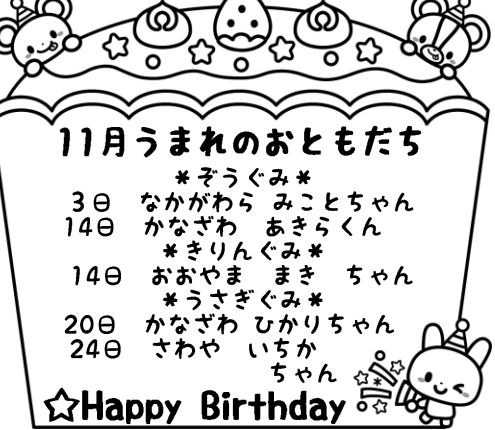 11月うまれのおともだち
*ぞうぐみ*
3日 なかがわら みことちゃん
14日 かなざわ あきらくん
*きりんぐみ*
14日 おおやま まき ちゃん
*うさぎぐみ*
20日 かなざわ ひかりちゃん
24日 さわや いちか
ちゃん
☆Happy Birthday